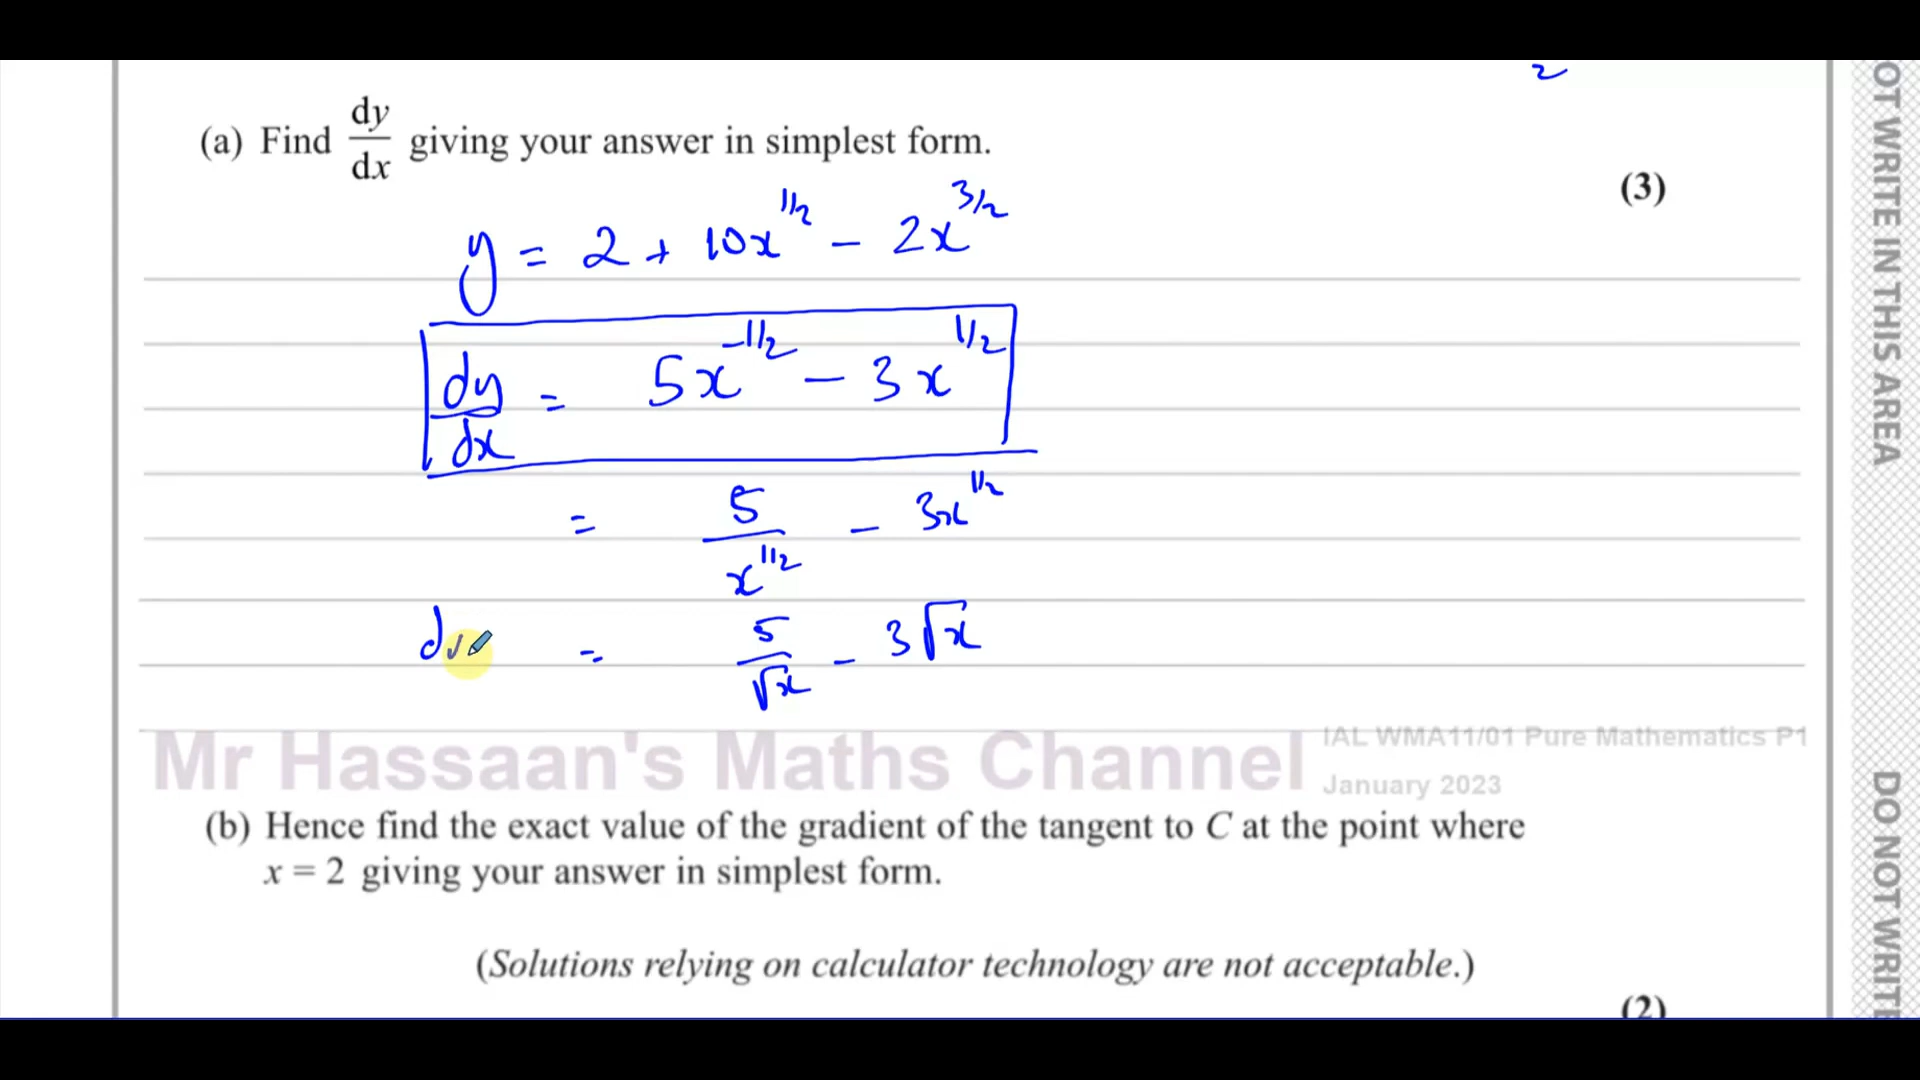 2
(a) Find dy/dx giving your answer in simplest form.
(3)
y = 2 + 10x^1/2 - 2x^3/2
dy/dx = 5x^-1/2 - 3x^1/2
= 5/x^1/2 - 3x^1/2
dy = 5/√x - 3√x
Mr Hassaan's Maths Channel
IAL WMA11/01 Pure Mathematics P1
January 2023
(b) Hence find the exact value of the gradient of the tangent to C at the point where
x = 2 giving your answer in simplest form.
(Solutions relying on calculator technology are not acceptable.)
(2)
OT WRITE IN THIS AREA
DO NOT WRITE